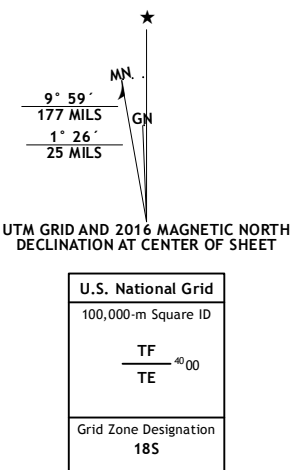 ★
MN
9° 59´
177 MILS
GN
1° 26´
25 MILS
UTM GRID AND 2016 MAGNETIC NORTH
DECLINATION AT CENTER OF SHEET
U.S. National Grid
100,000-m Square ID
TF
4000
TE
Grid Zone Designation
18S